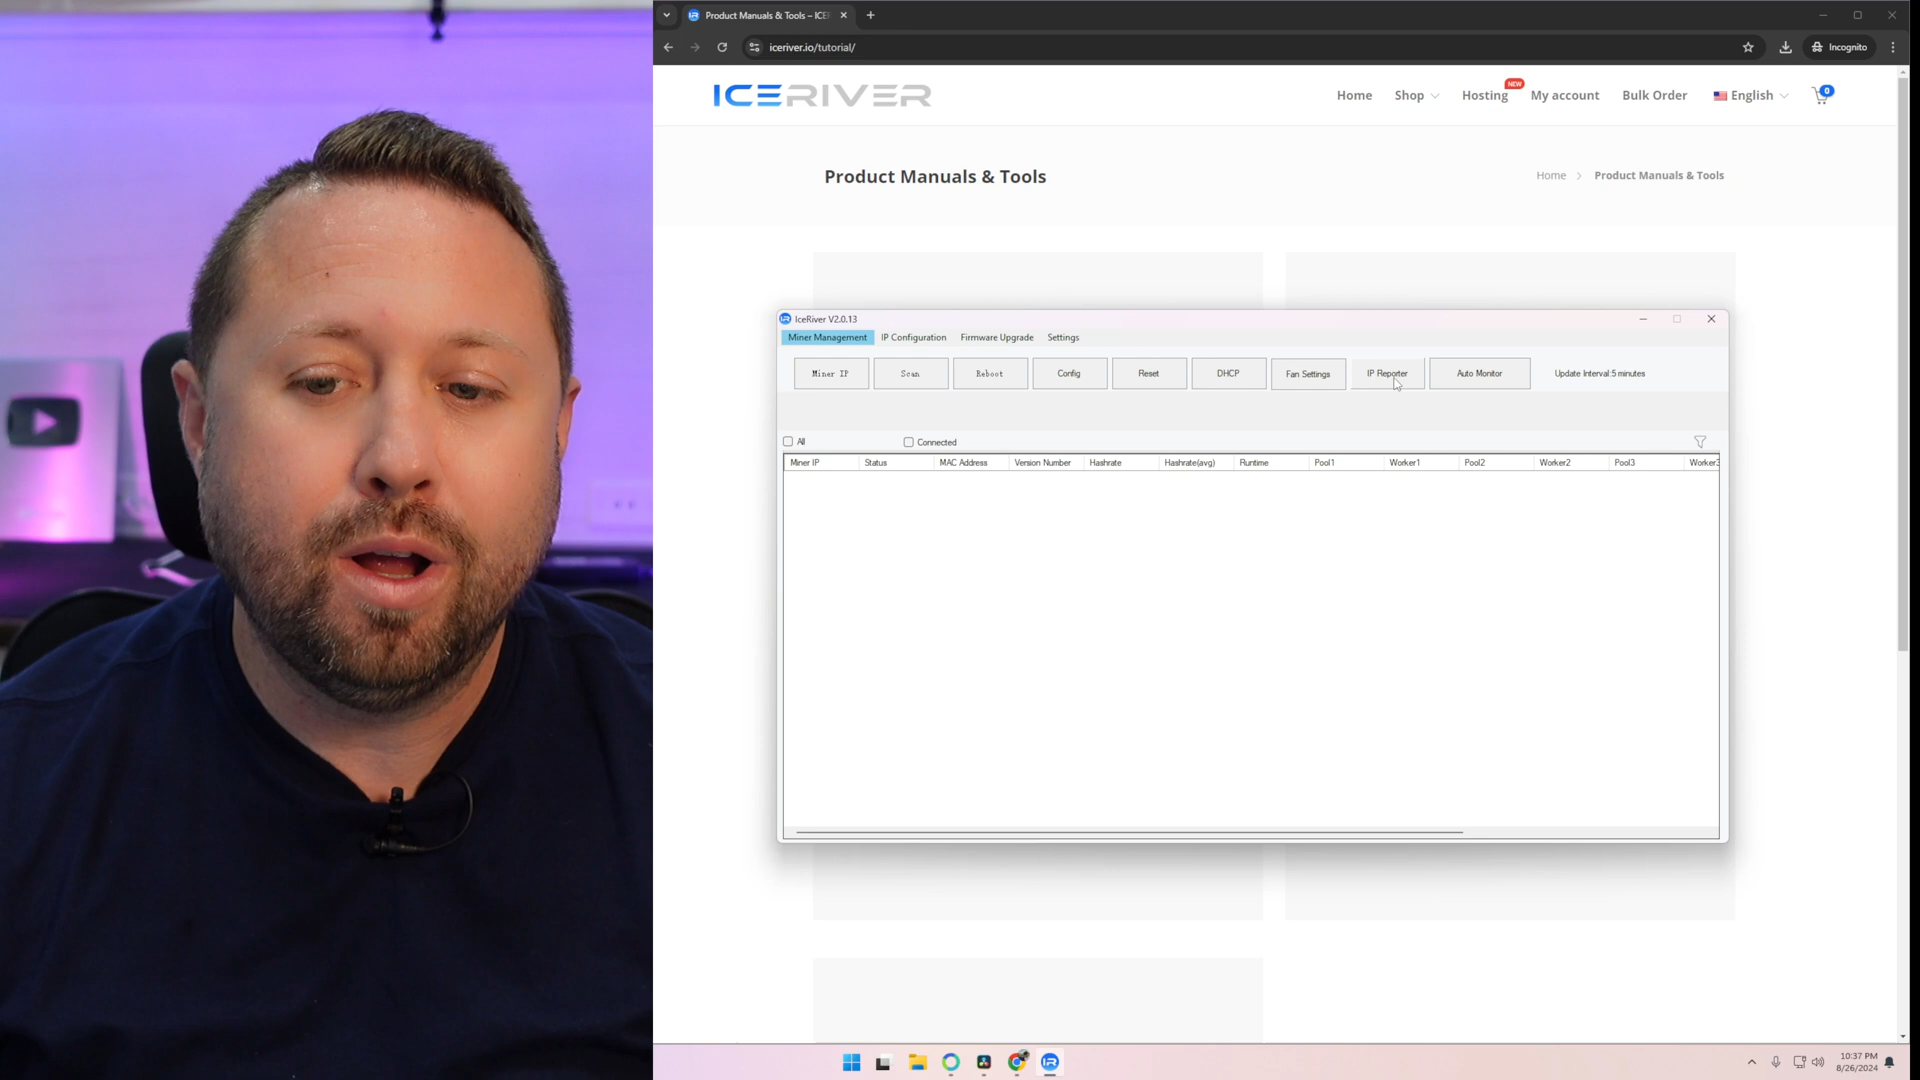 Product Manuals & Tools – ICE
iceriver.io/tutorial/
Incognito
ICERIVER
Home
Shop
Hosting
NEW
My account
Bulk Order
English
0
Product Manuals & Tools
Home > Product Manuals & Tools
IceRiver V2.0.13
Miner Management IP Configuration Firmware Upgrade Settings
Miner IP Scan Reboot Config Reset DHCP Fan Settings IP Reporter Auto Monitor Update Interval:5 minutes
All Connected
Miner IP Status MAC Address Version Number Hashrate Hashrate(avg) Runtime Pool1 Worker1 Pool2 Worker2 Pool3 Worker3
10:37 PM
8/26/2024